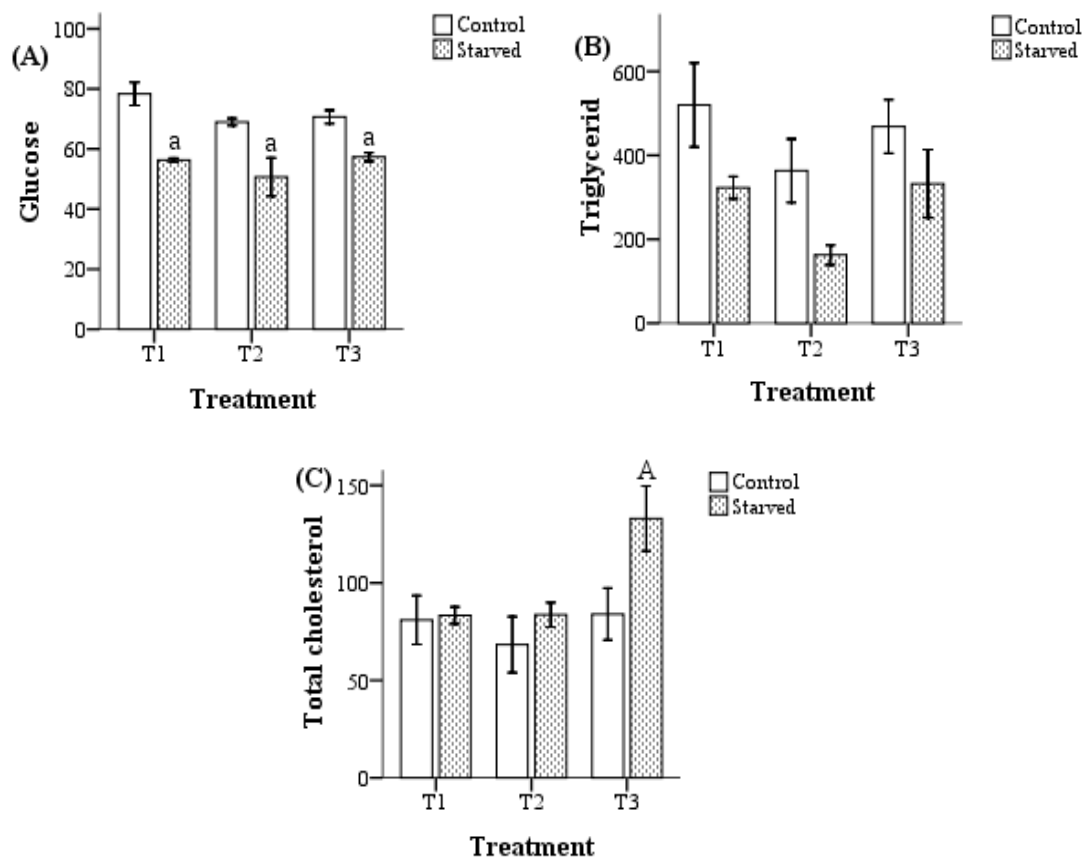 (A)
Control
Starved
Glucose
100
80
60
40
20
0
a
a
a
T1
T2
T3
Treatment
(B)
Control
Starved
Triglycerid
600
400
200
0
T1
T2
T3
Treatment
(C)
Control
Starved
Total cholesterol
150
100
50
0
A
T1
T2
T3
Treatment